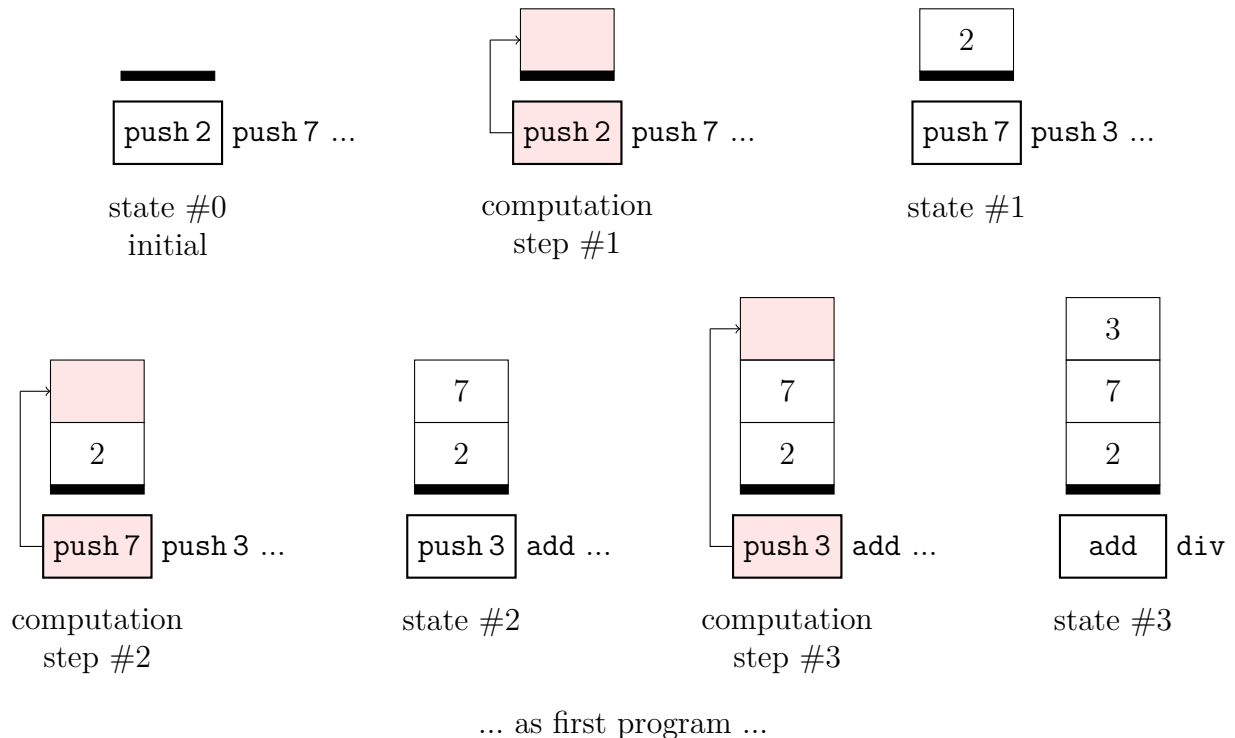 2
push 2 push 7 ...
push 2 push 7 ...
push 7 push 3 ...
state #0
initial
computation
step #1
state #1
3
7
7
7
2
2
2
2
push 7 push 3 ...
push 3 add ...
push 3 add ...
add div
computation
step #2
state #2
computation
step #3
state #3
... as first program ...